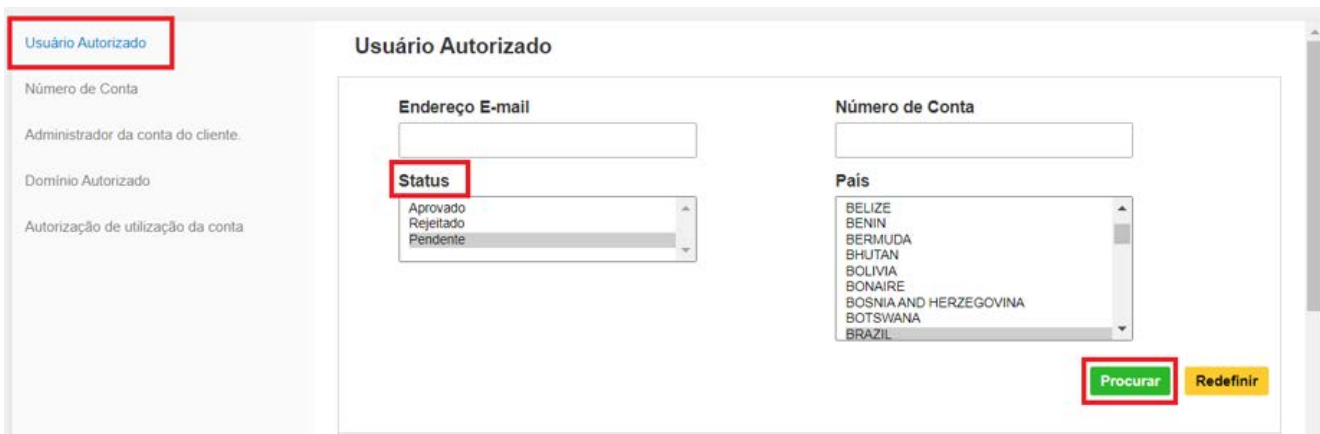 Usuário Autorizado
Número de Conta
Administrador da conta do cliente.
Domínio Autorizado
Autorização de utilização da conta
Usuário Autorizado
Endereço E-mail
Número de Conta
Status
Aprovado
Rejeitado
Pendente
País
BELIZE
BENIN
BERMUDA
BHUTAN
BOLIVIA
BONAIRE
BOSNIA AND HERZEGOVINA
BOTSWANA
BRAZIL
Procurar
Redefinir